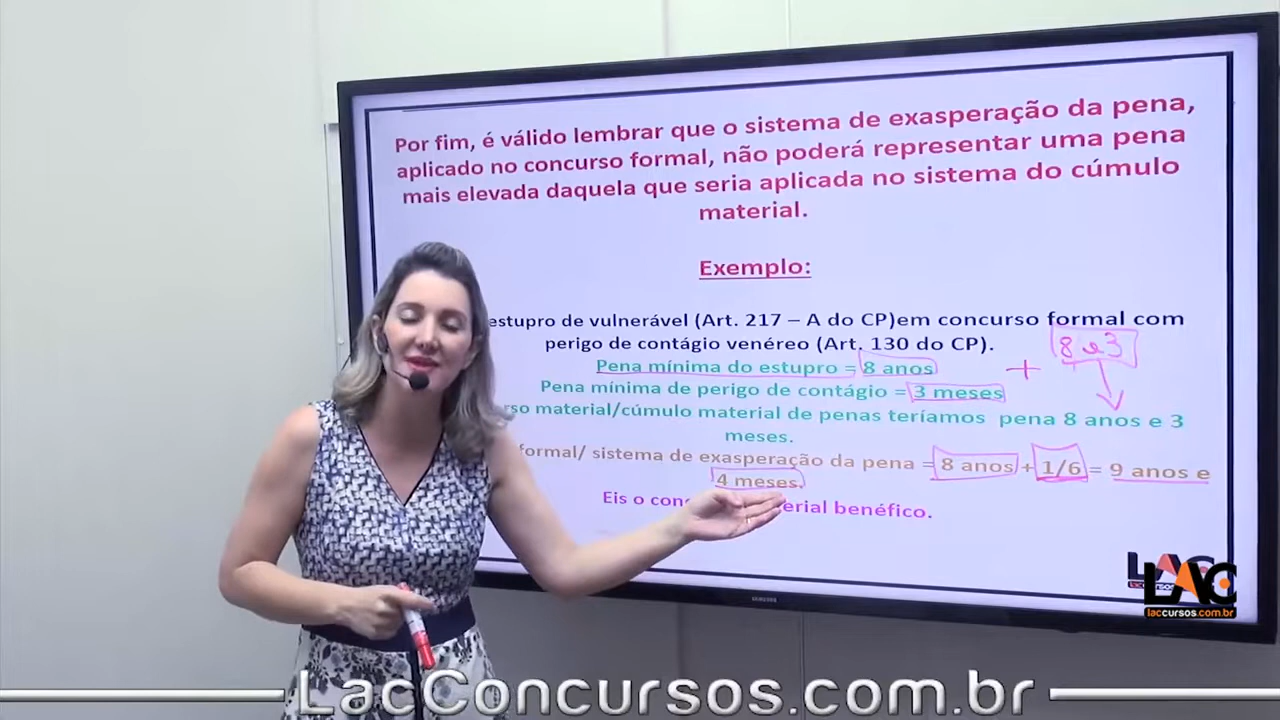 Por fim, é válido lembrar que o sistema de exasperação da pena,
aplicado no concurso formal, não poderá representar uma pena
mais elevada daquela que seria aplicada no sistema do cúmulo
material.
Exemplo:
estupro de vulnerável (Art. 217 – A do CP)em concurso formal com
perigo de contágio venéreo (Art. 130 do CP).
8 e 3
+
Pena mínima do estupro = 8 anos
Pena mínima de perigo de contágio = 3 meses
material/cúmulo material de penas teríamos pena 8 anos e 3
meses.
formal/ sistema de exasperação da pena = 8 anos + 1/6 = 9 anos e
4 meses.
Eis o benéfico.
SAMSUNG
LAC
laccursos.com.br
LacConcursos.com.br